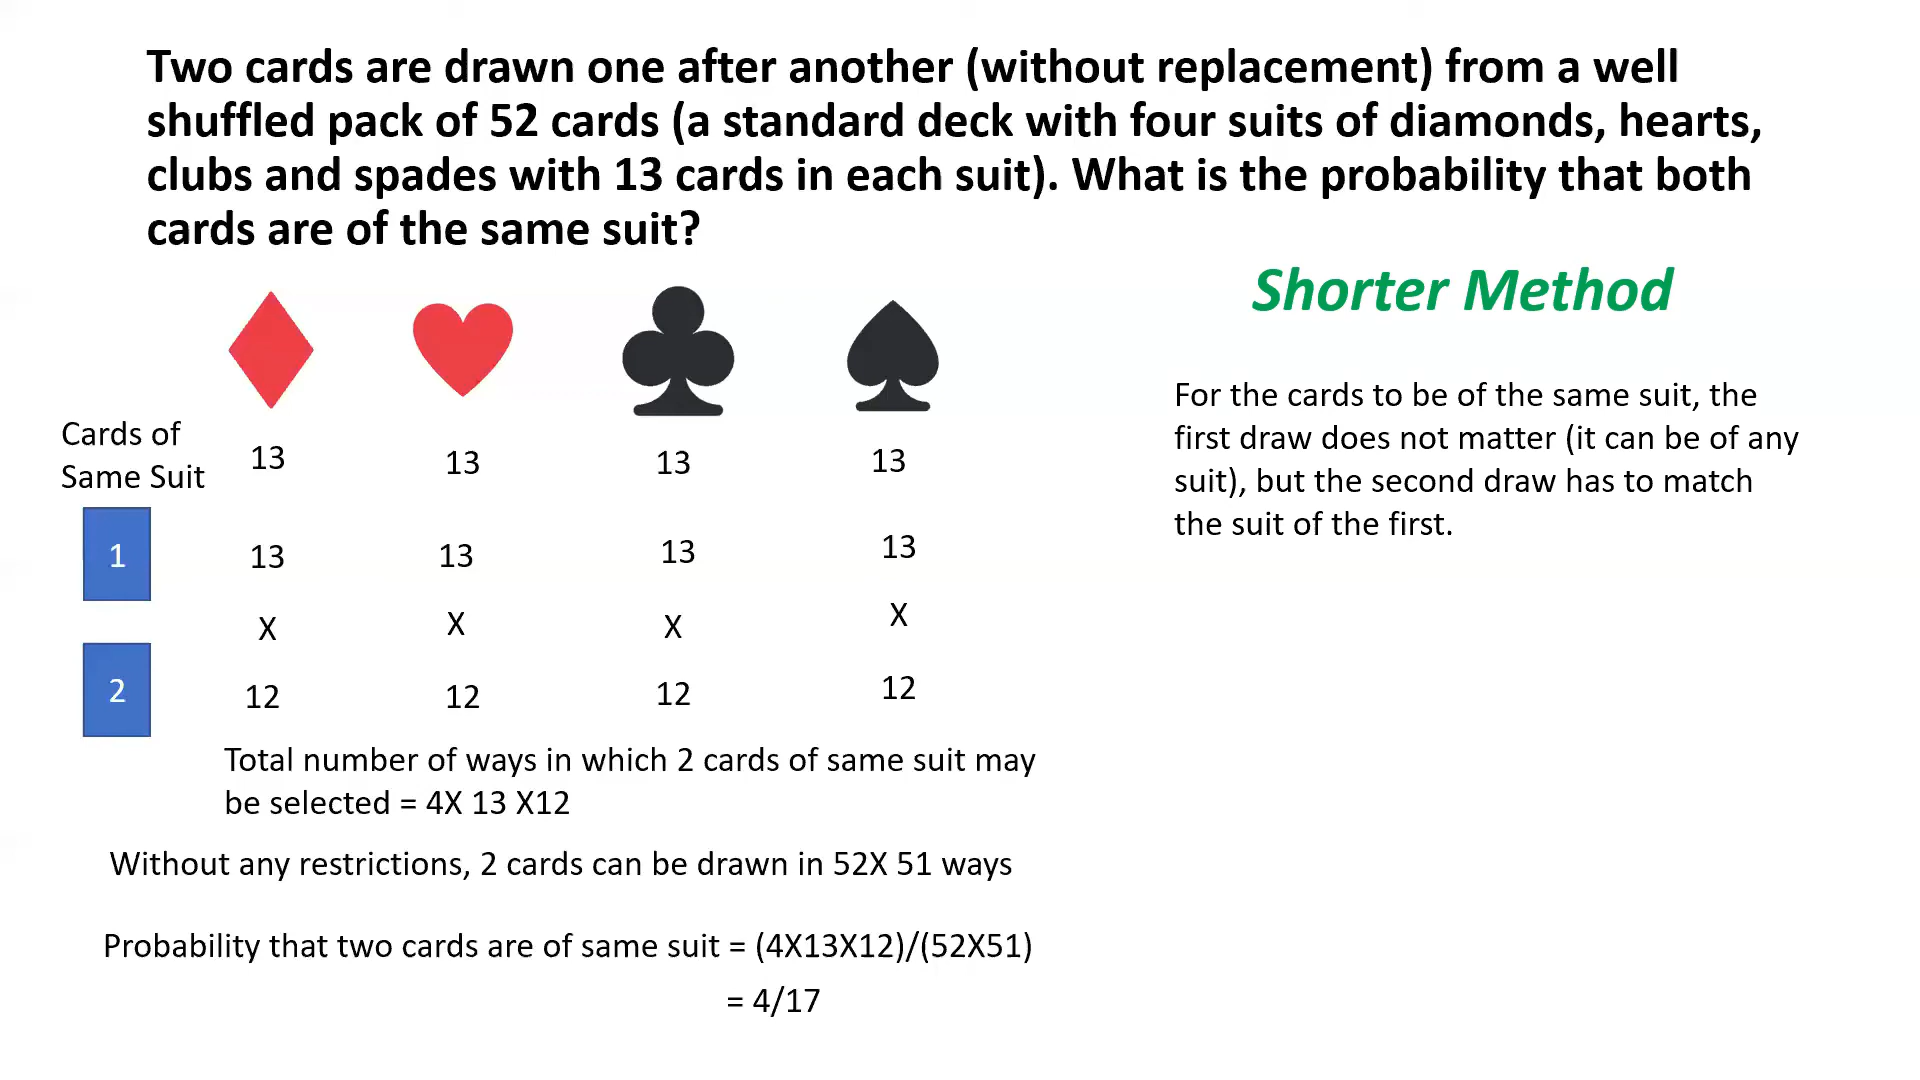 Two cards are drawn one after another (without replacement) from a well
shuffled pack of 52 cards (a standard deck with four suits of diamonds, hearts,
clubs and spades with 13 cards in each suit). What is the probability that both
cards are of the same suit?
Shorter Method
For the cards to be of the same suit, the
first draw does not matter (it can be of any
suit), but the second draw has to match
the suit of the first.
Cards of
Same Suit
13 13 13 13
1
13 13 13 13
X X X X
2
12 12 12 12
Total number of ways in which 2 cards of same suit may
be selected = 4X 13 X12
Without any restrictions, 2 cards can be drawn in 52X 51 ways
Probability that two cards are of same suit = (4X13X12)/(52X51)
= 4/17